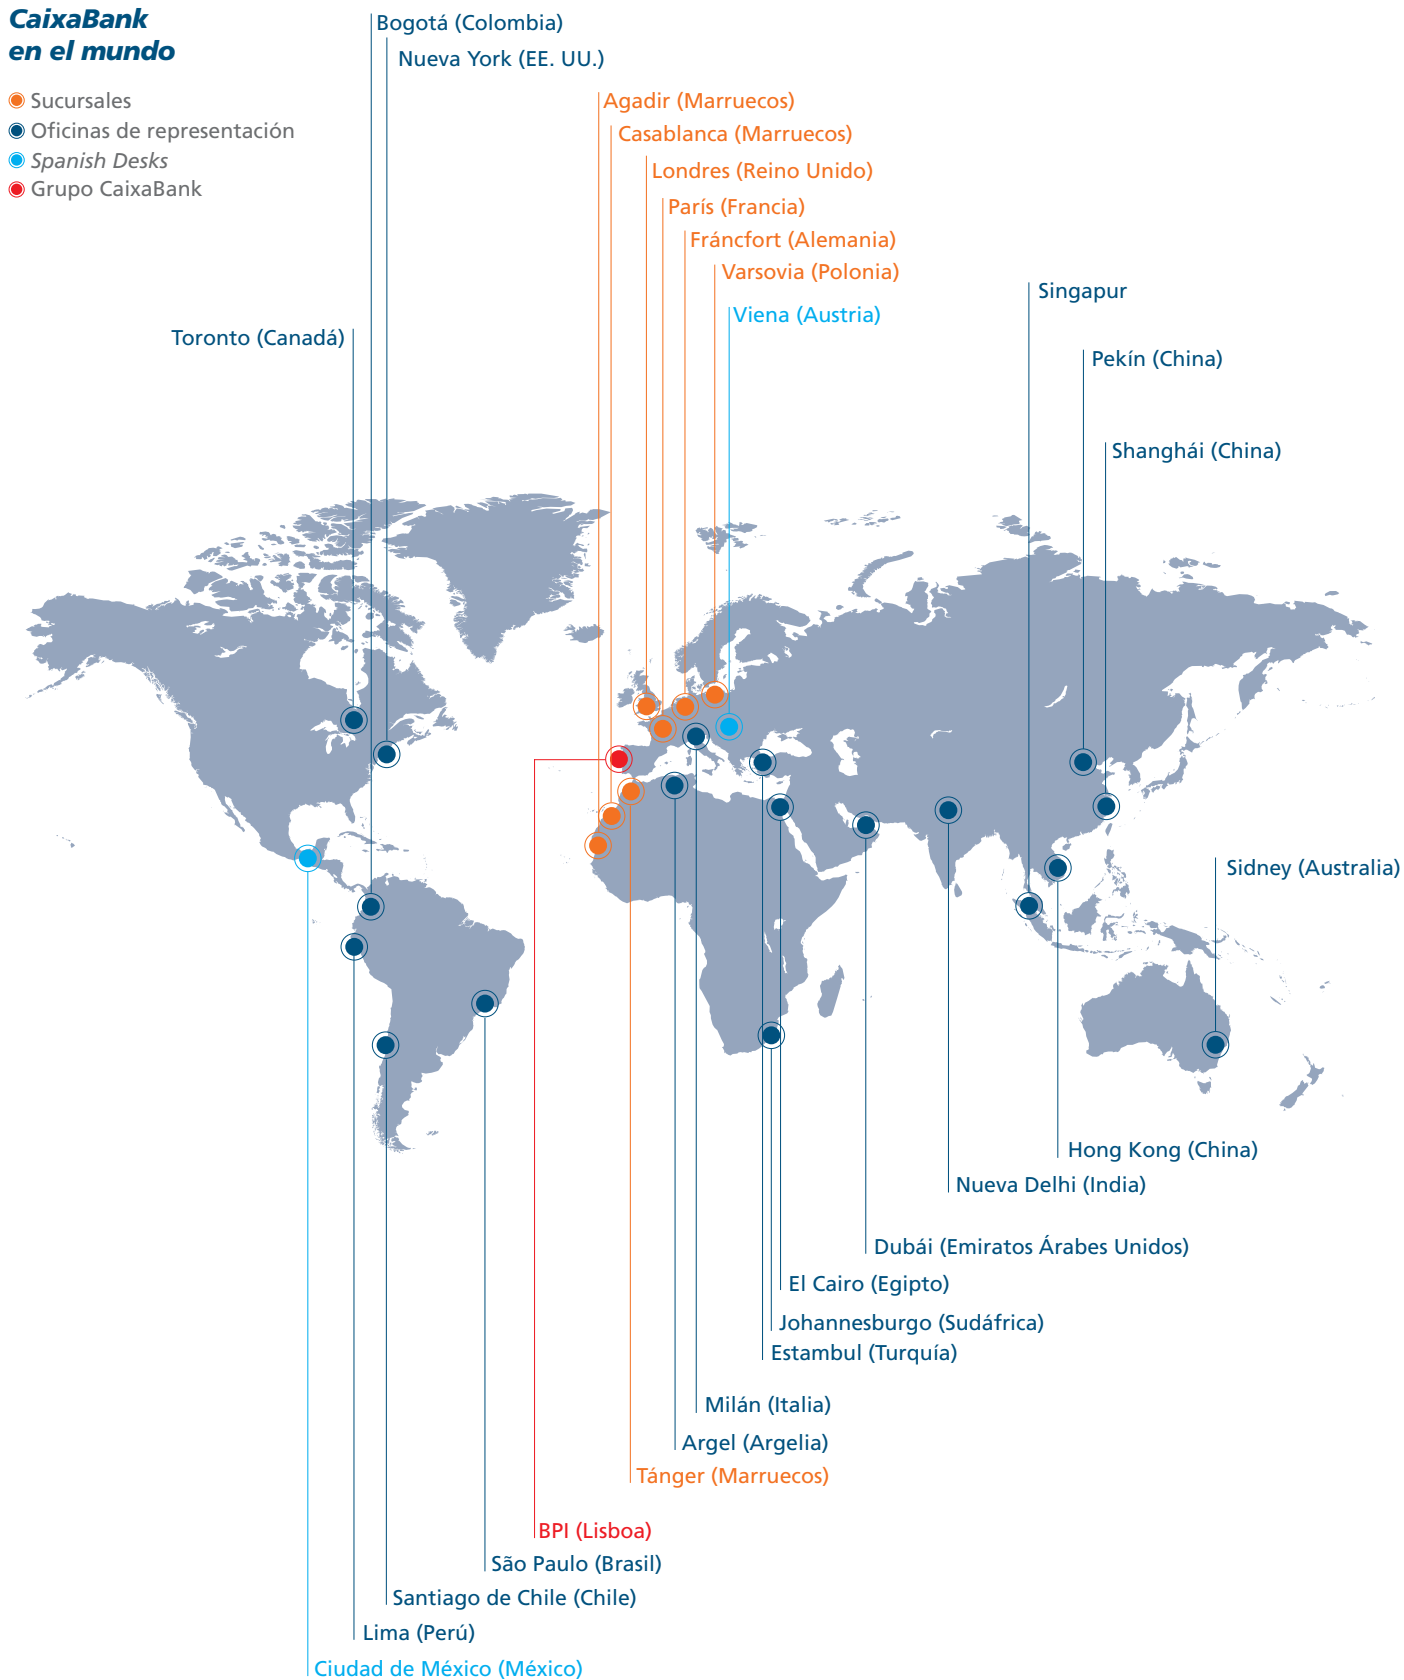 CaixaBank
en el mundo
Sucursales
Oficinas de representación
Spanish Desks
Grupo CaixaBank
Bogotá (Colombia)
Nueva York (EE. UU.)
Agadir (Marruecos)
Casablanca (Marruecos)
Londres (Reino Unido)
París (Francia)
Fráncfort (Alemania)
Varsovia (Polonia)
Singapur
Viena (Austria)
Toronto (Canadá)
Pekín (China)
Shanghái (China)
Sidney (Australia)
Hong Kong (China)
Nueva Delhi (India)
Dubái (Emiratos Árabes Unidos)
El Cairo (Egipto)
Johannesburgo (Sudáfrica)
Estambul (Turquía)
Milán (Italia)
Argel (Argelia)
Tánger (Marruecos)
BPI (Lisboa)
São Paulo (Brasil)
Santiago de Chile (Chile)
Lima (Perú)
Ciudad de México (México)